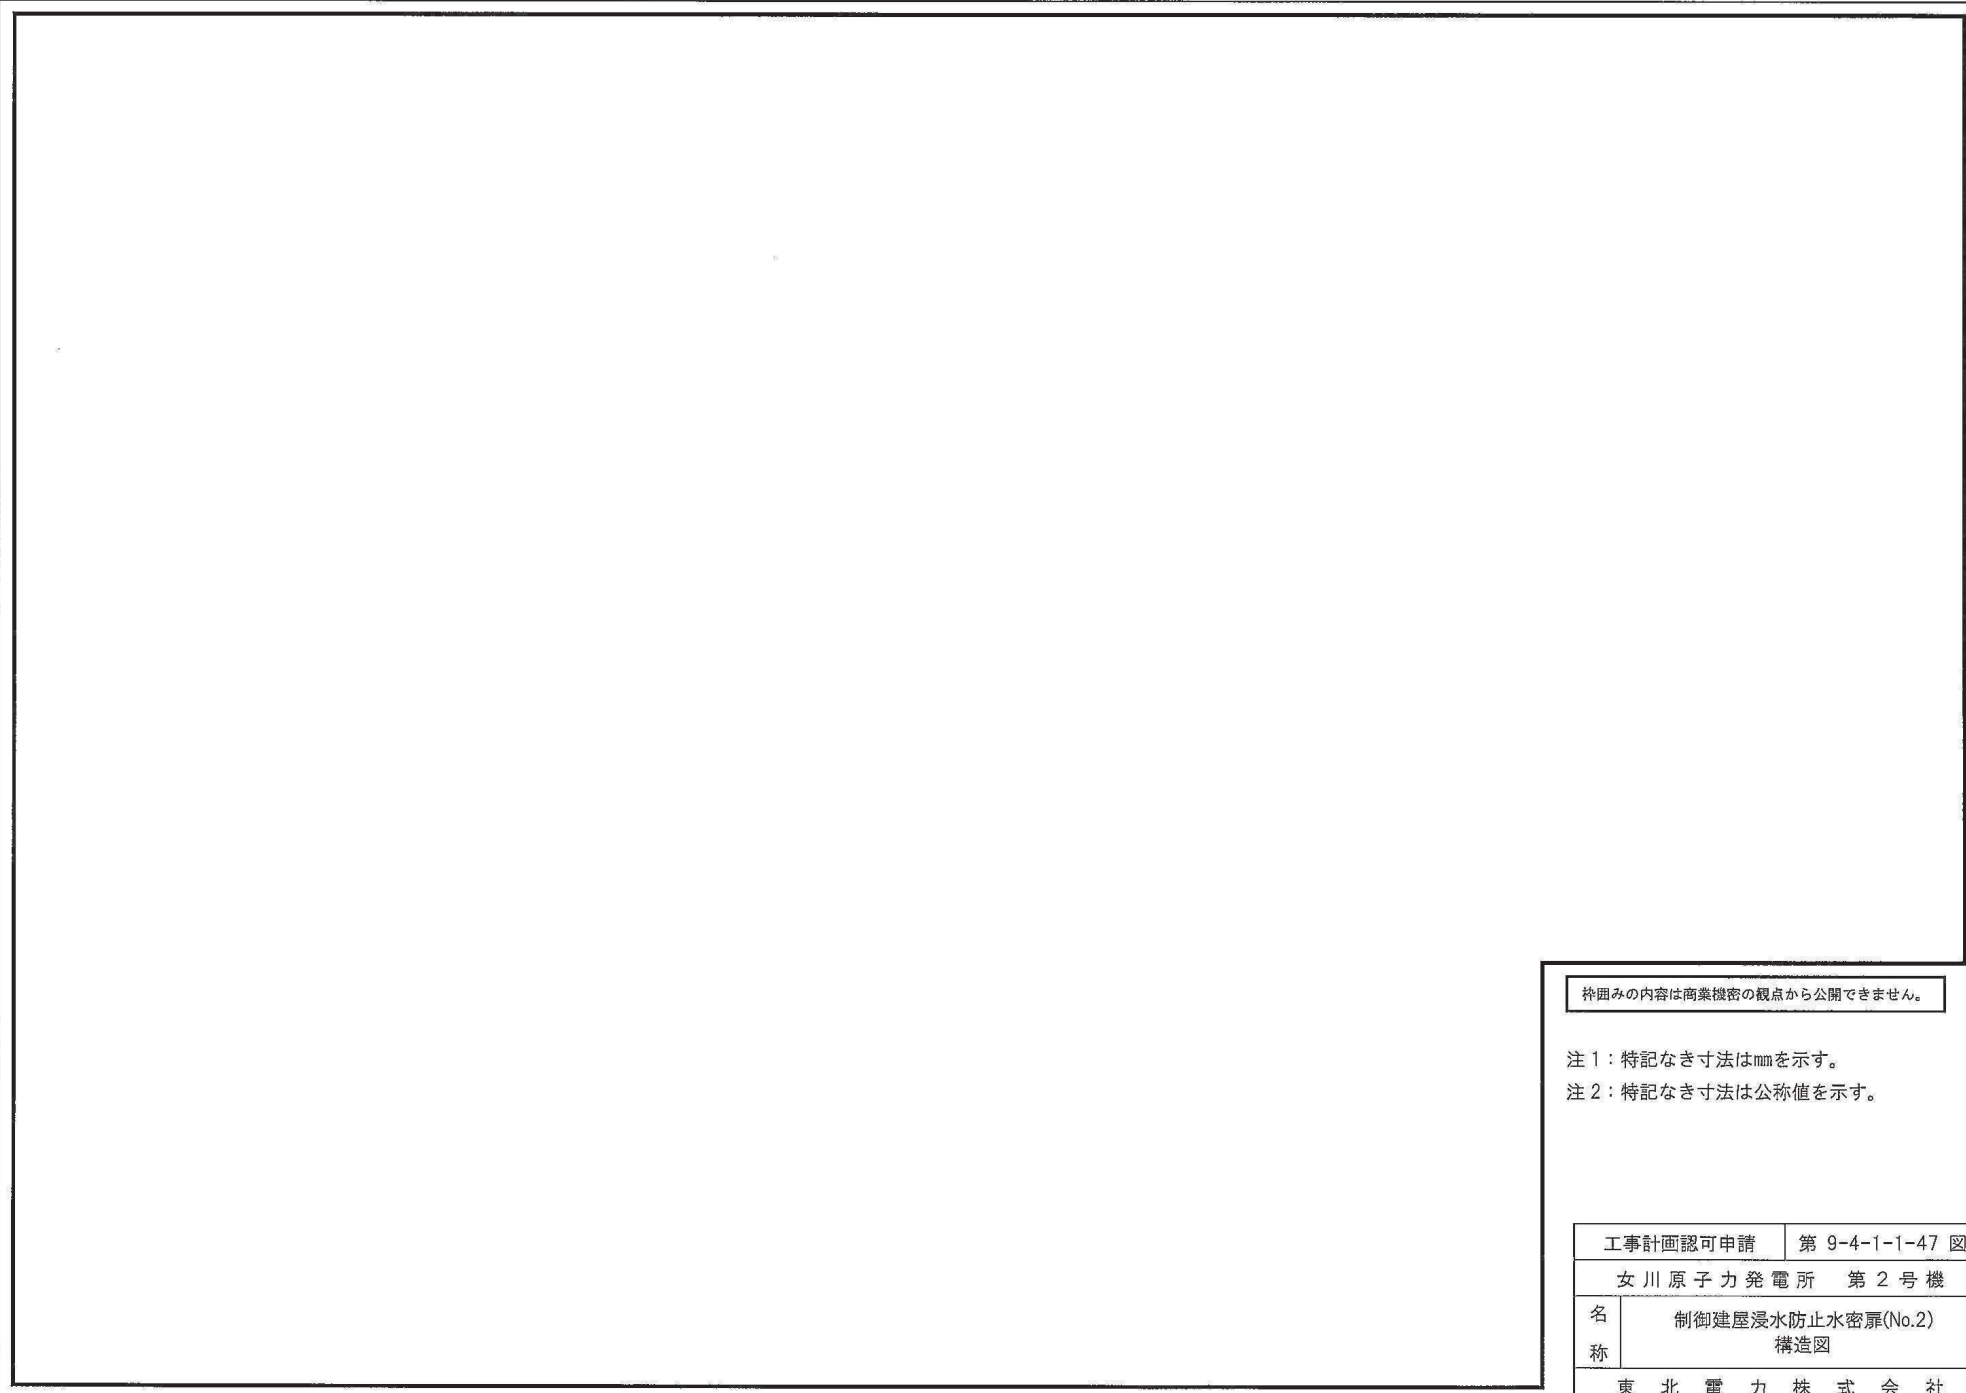 枠囲みの内容は商業機密の観点から公開できません。
注1：特記なき寸法は㎜を示す。
注2：特記なき寸法は公称値を示す。
工事計画認可申請 第 9-4-1-1-47 図
女川原子力発電所 第2号機
名称 制御建屋浸水防止水密扉(No.2)
構造図
東北電力株式会社